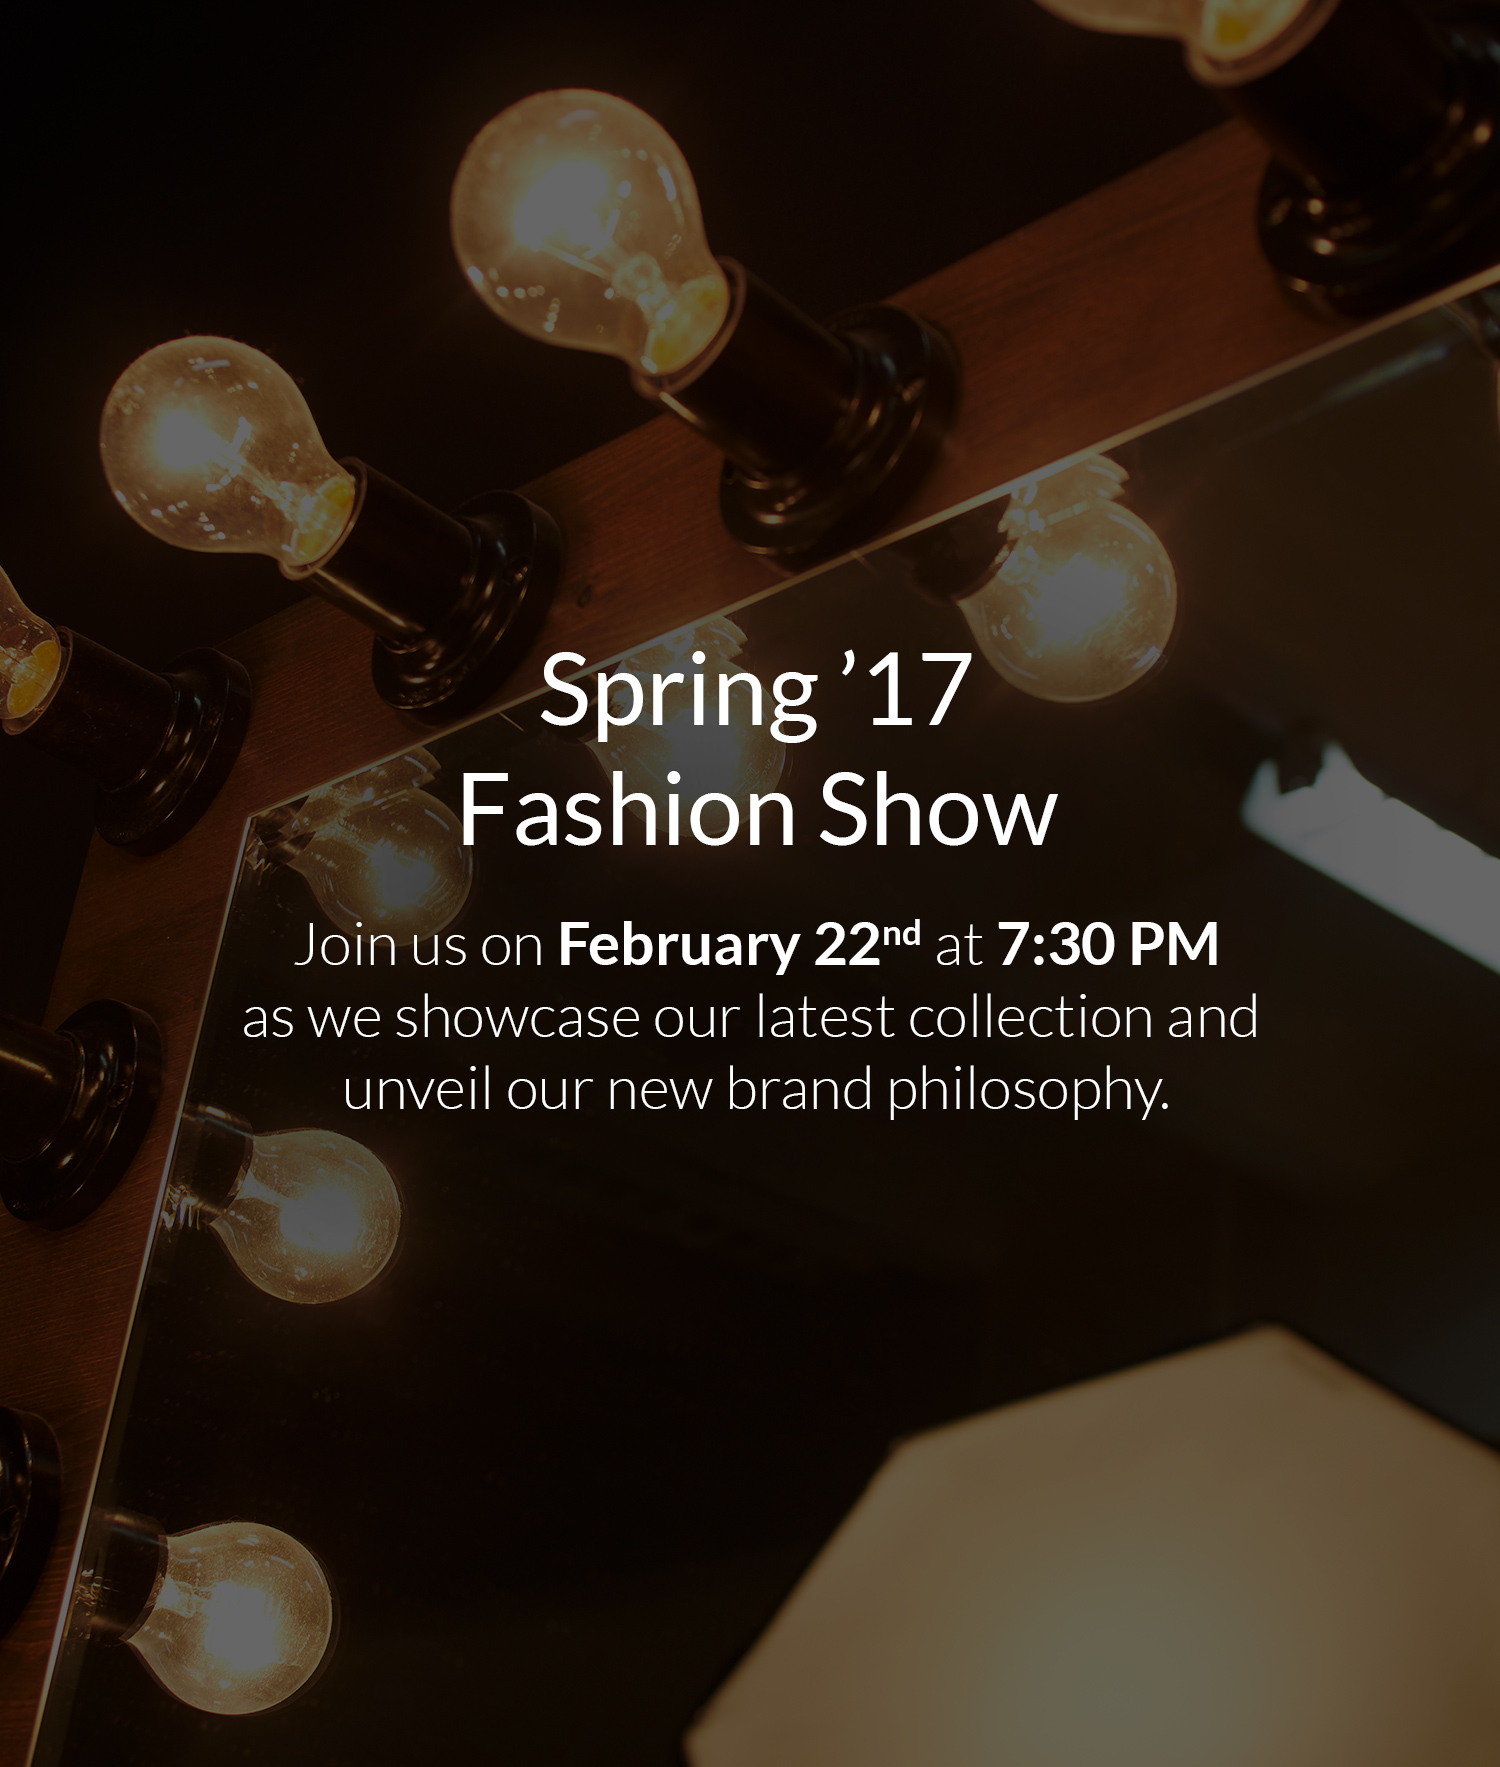 Spring ’17
Fashion Show
Join us on February 22nd at 7:30 PM
as we showcase our latest collection and
unveil our new brand philosophy.